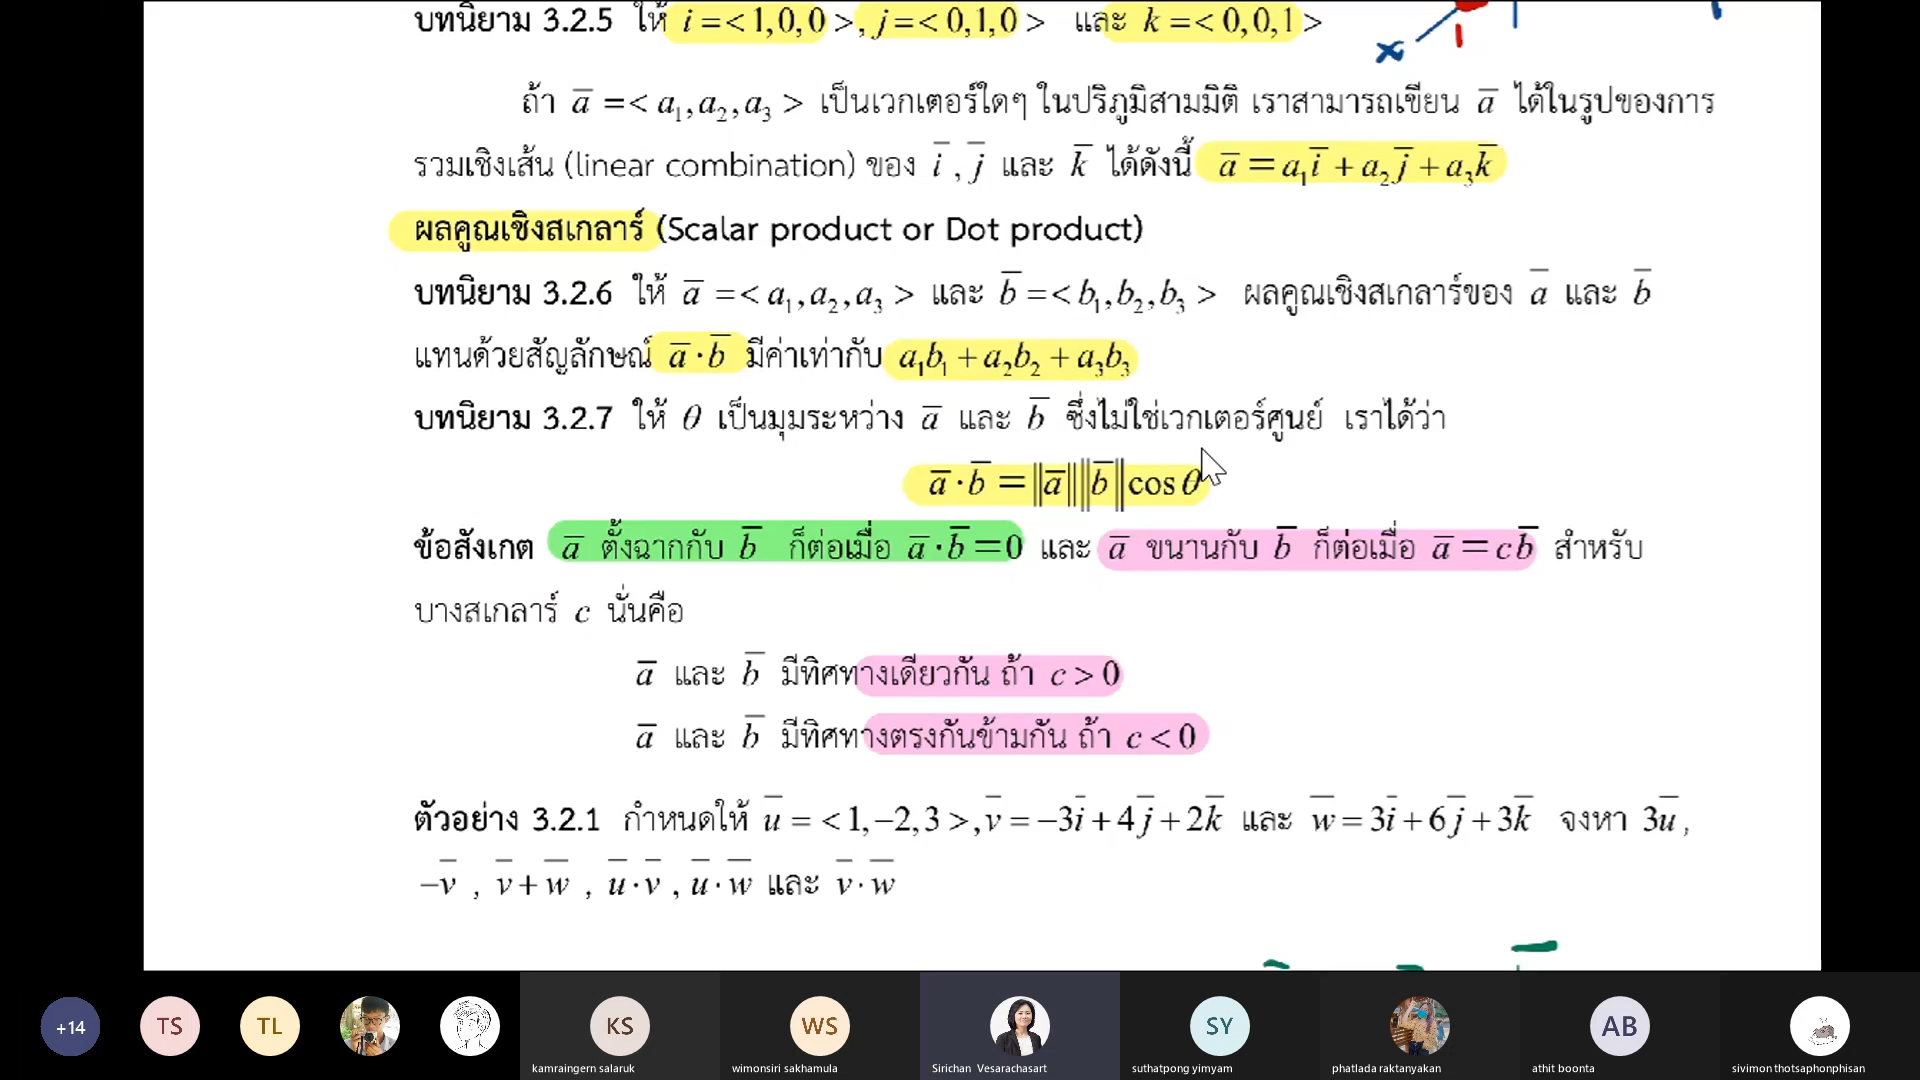 บทนิยาม 3.2.5 ให้ i =< 1,0,0 >, j =< 0,1,0 > และ k =< 0,0,1 >
x
ถ้า a̅ =< a₁,a₂,a₃ > เป็นเวกเตอร์ใดๆ ในปริภูมิสามมิติ เราสามารถเขียน a̅ ได้ในรูปของการ
รวมเชิงเส้น (linear combination) ของ i̅ , j̅ และ k̅ ได้ดังนี้ a̅ = a₁i̅ + a₂j̅ + a₃k̅
ผลคูณเชิงสเกลาร์ (Scalar product or Dot product)
บทนิยาม 3.2.6 ให้ a̅ =< a₁,a₂,a₃ > และ b̅ =< b₁,b₂,b₃ > ผลคูณเชิงสเกลาร์ของ a̅ และ b̅
แทนด้วยสัญลักษณ์ a̅ · b̅ มีค่าเท่ากับ a₁b₁ + a₂b₂ + a₃b₃
บทนิยาม 3.2.7 ให้ θ เป็นมุมระหว่าง a̅ และ b̅ ซึ่งไม่ใช่เวกเตอร์ศูนย์ เราได้ว่า
a̅ · b̅ = ‖a̅‖‖b̅‖cos θ
ข้อสังเกต a̅ ตั้งฉากกับ b̅ ก็ต่อเมื่อ a̅ · b̅ = 0 และ a̅ ขนานกับ b̅ ก็ต่อเมื่อ a̅ = cb̅ สำหรับ
บางสเกลาร์ c นั่นคือ
a̅ และ b̅ มีทิศทางเดียวกัน ถ้า c > 0
a̅ และ b̅ มีทิศทางตรงกันข้ามกัน ถ้า c < 0
ตัวอย่าง 3.2.1 กำหนดให้ u̅ = < 1,−2,3 >, v̅ = −3i̅ + 4j̅ + 2k̅ และ w̅ = 3i̅ + 6j̅ + 3k̅ จงหา 3u̅ ,
−v̅ , v̅ + w̅ , u̅ · v̅ , u̅ · w̅ และ v̅ · w̅
+14 TS TL KS WS SY AB
kamraingern salaruk wimonsiri sakhamula Sirichan Vesarachasart suthatpong yimyam phatlada raktanyakan athit boonta sivimon thotsaphonphisan